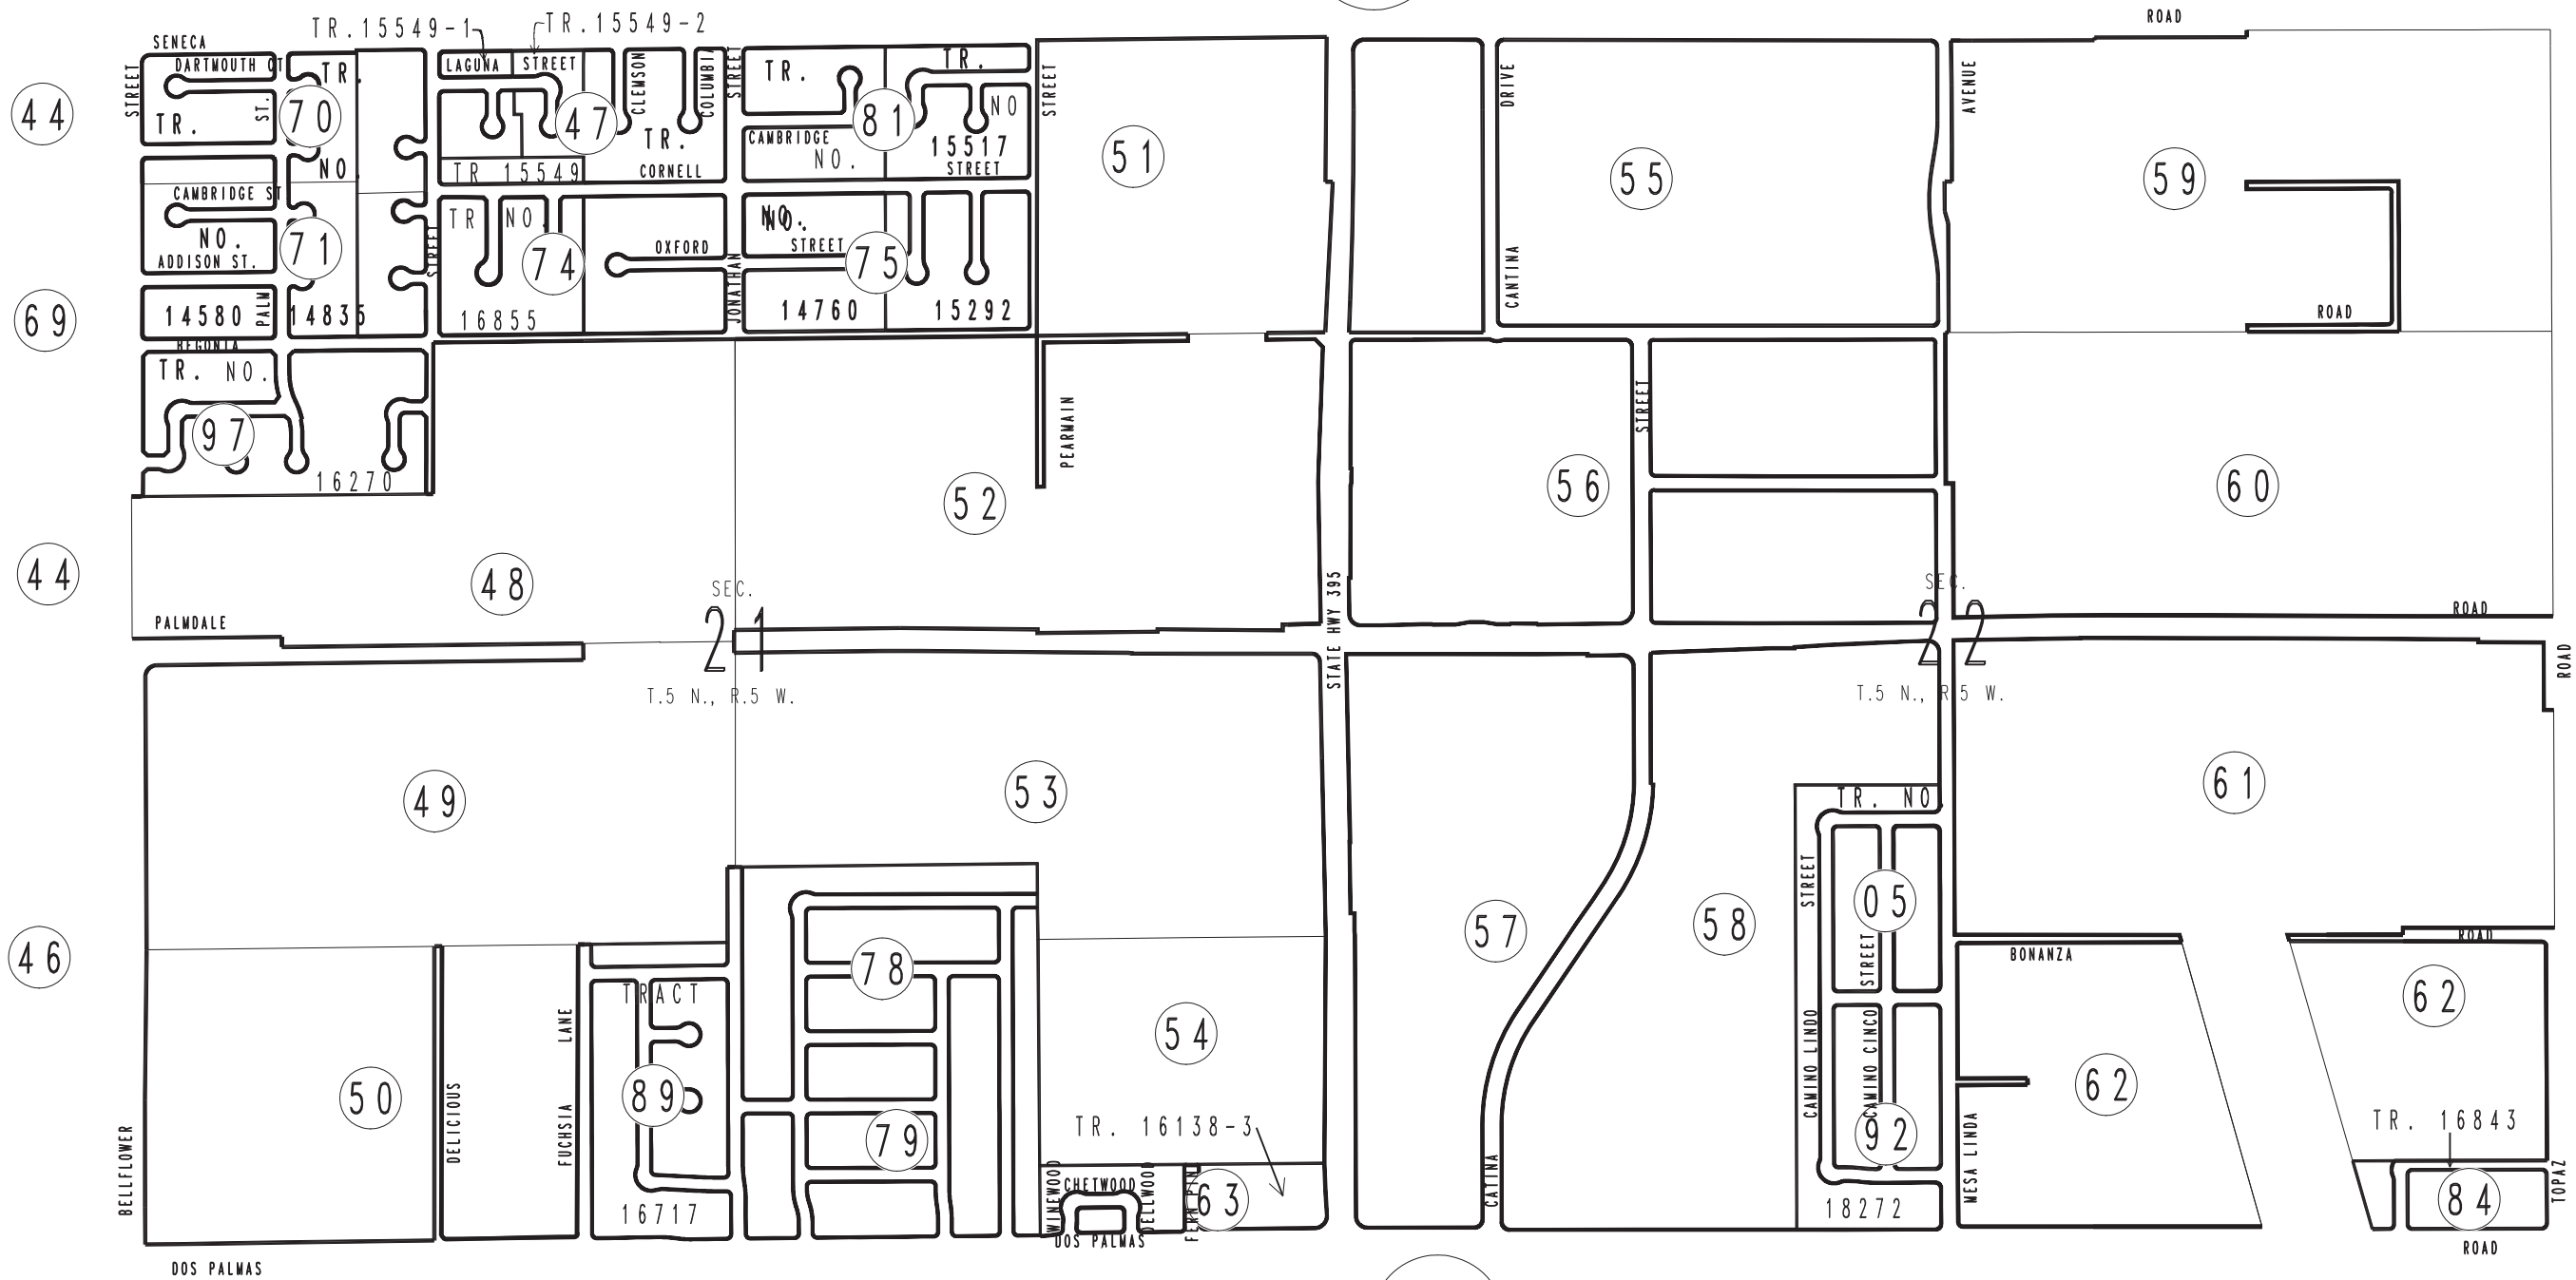 TR.15549-1
TR.15549-2
ROAD
SENECA
DARTMOUTH CT
STREET
TR.
ST.
TR.
70
NO.
LAGUNA STREET
CLEMSON
COLUMBIA
STREET
47
TR.
TR 15549
CORNELL
TR.
TR.
81
NO
CAMBRIDGE
NO.
15517
STREET
STREET
51
DRIVE
55
CANTINA
AVENUE
59
ROAD
44
CAMBRIDGE ST
NO.
ADDISON ST.
71
STREET
TR NO.
74
OXFORD
JONATHAN
NO.
STREET
75
69
14580
PALM
14835
16855
14760
15292
BEGONIA
TR. NO.
97
16270
PEARMAIN
52
56
STREET
60
44
48
SEC.
21
T.5 N., R.5 W.
STATE HWY 395
SEC.
22
T.5 N., R.5 W.
PALMDALE
ROAD
ROAD
49
53
61
TR. NO
STREET
05
STREET
57
58
46
BONANZA
ROAD
78
62
TRACT
LANE
54
CAMINO LINDO
CAMINO CINCO
50
89
62
DELICIOUS
FUCHSIA
79
TR. 16138-3
92
MESA LINDA
TR. 16843
BELLFLOWER
WINEWOOD
CHETWOOD
DELLWOOD
63
CATINA
TOPAZ
84
16717
18272
DOS PALMAS
ROAD
DOS PALMAS